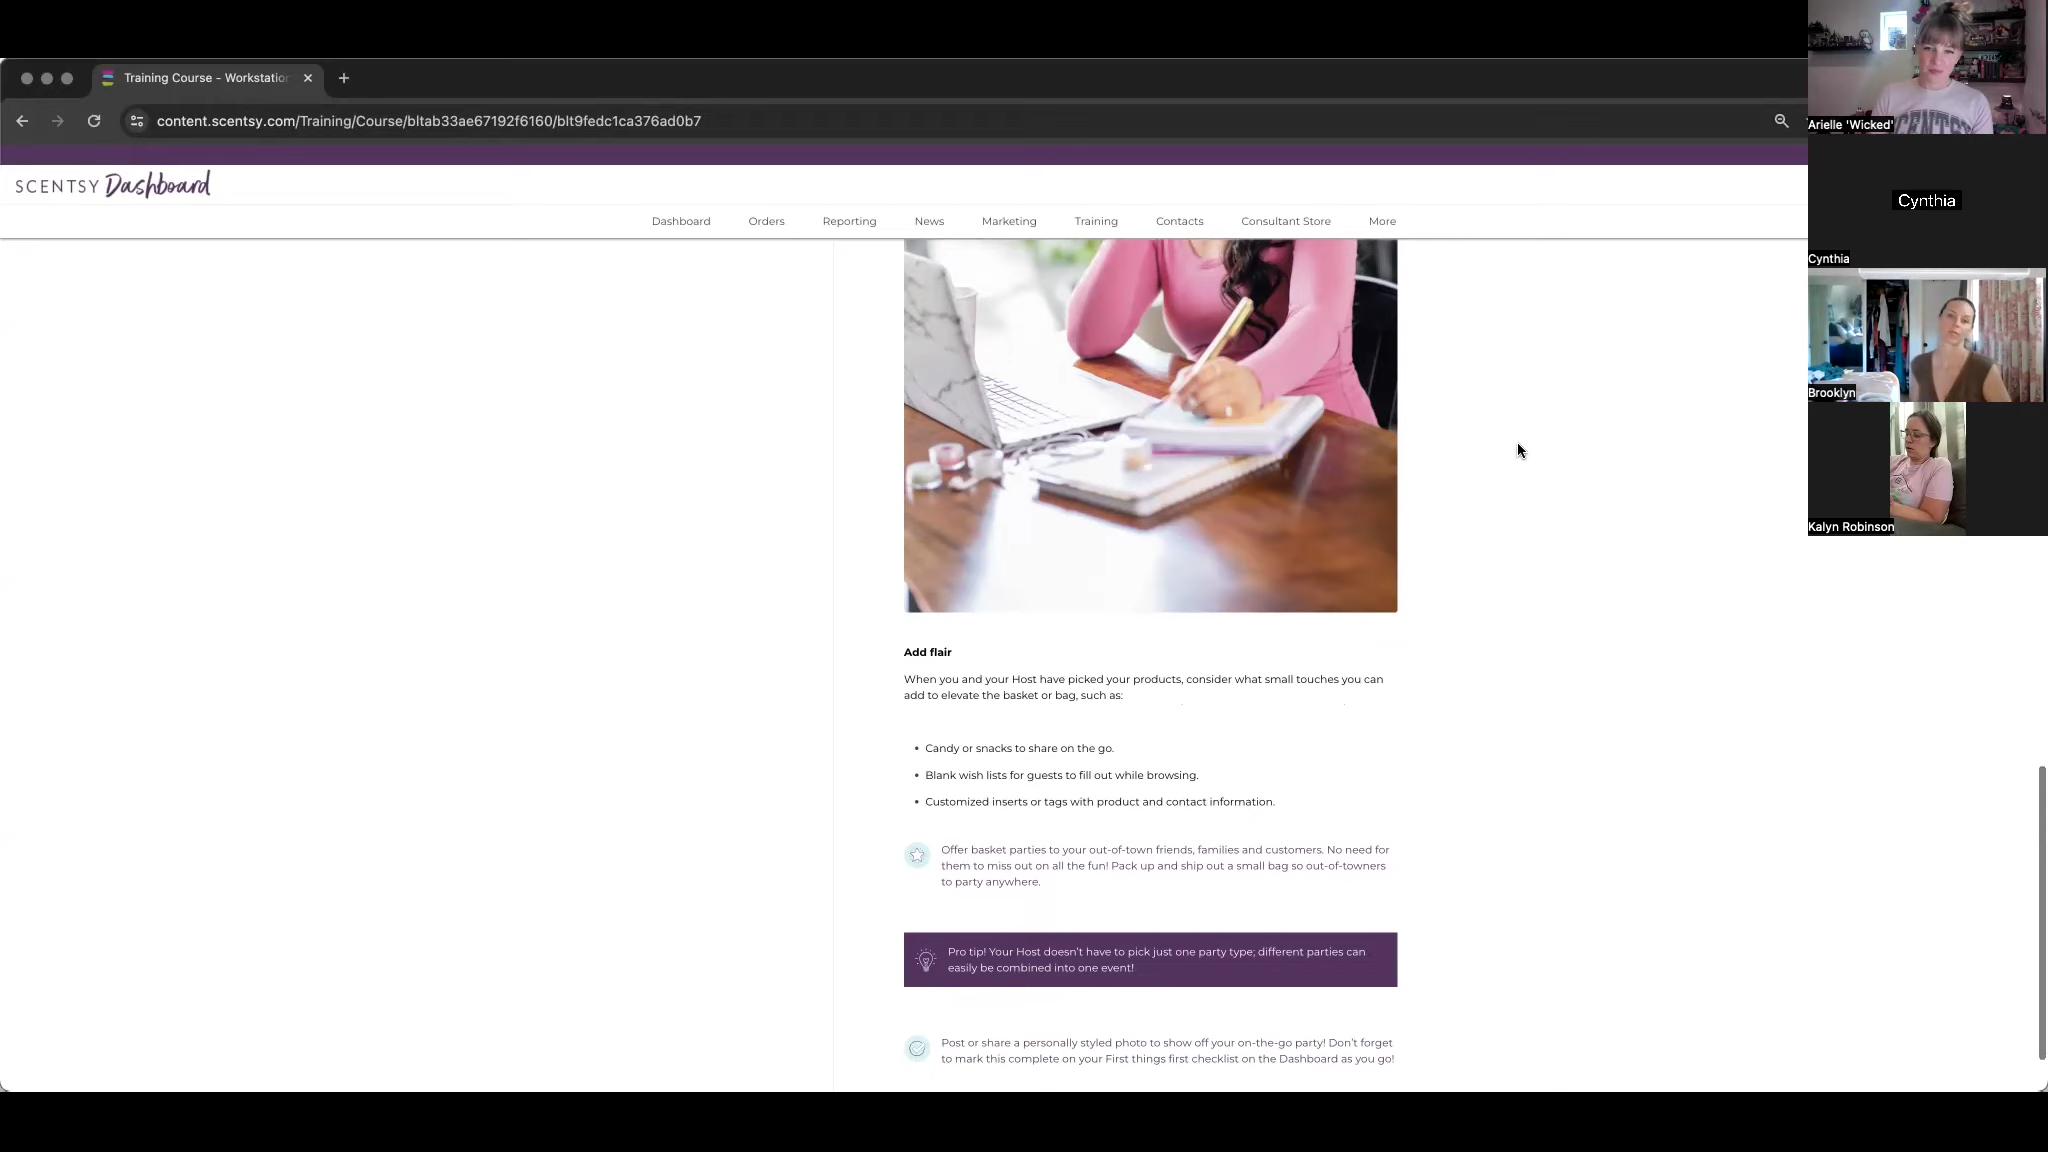 Training Course - Workstation
content.scentsy.com/Training/Course/bltab33ae67192f6160/blt9fedc1ca376ad0b7
SCENTSY Dashboard
Dashboard Orders Reporting News Marketing Training Contacts Consultant Store More
Add flair
When you and your Host have picked your products, consider what small touches you can
add to elevate the basket or bag, such as:
• Candy or snacks to share on the go.
• Blank wish lists for guests to fill out while browsing.
• Customized inserts or tags with product and contact information.
Offer basket parties to your out-of-town friends, families and customers. No need for
them to miss out on all the fun! Pack up and ship out a small bag so out-of-towners
to party anywhere.
Pro tip! Your Host doesn't have to pick just one party type; different parties can
easily be combined into one event!
Post or share a personally styled photo to show off your on-the-go party! Don't forget
to mark this complete on your First things first checklist on the Dashboard as you go!
Arielle 'Wicked'
Cynthia
Cynthia
Brooklyn
Kalyn Robinson